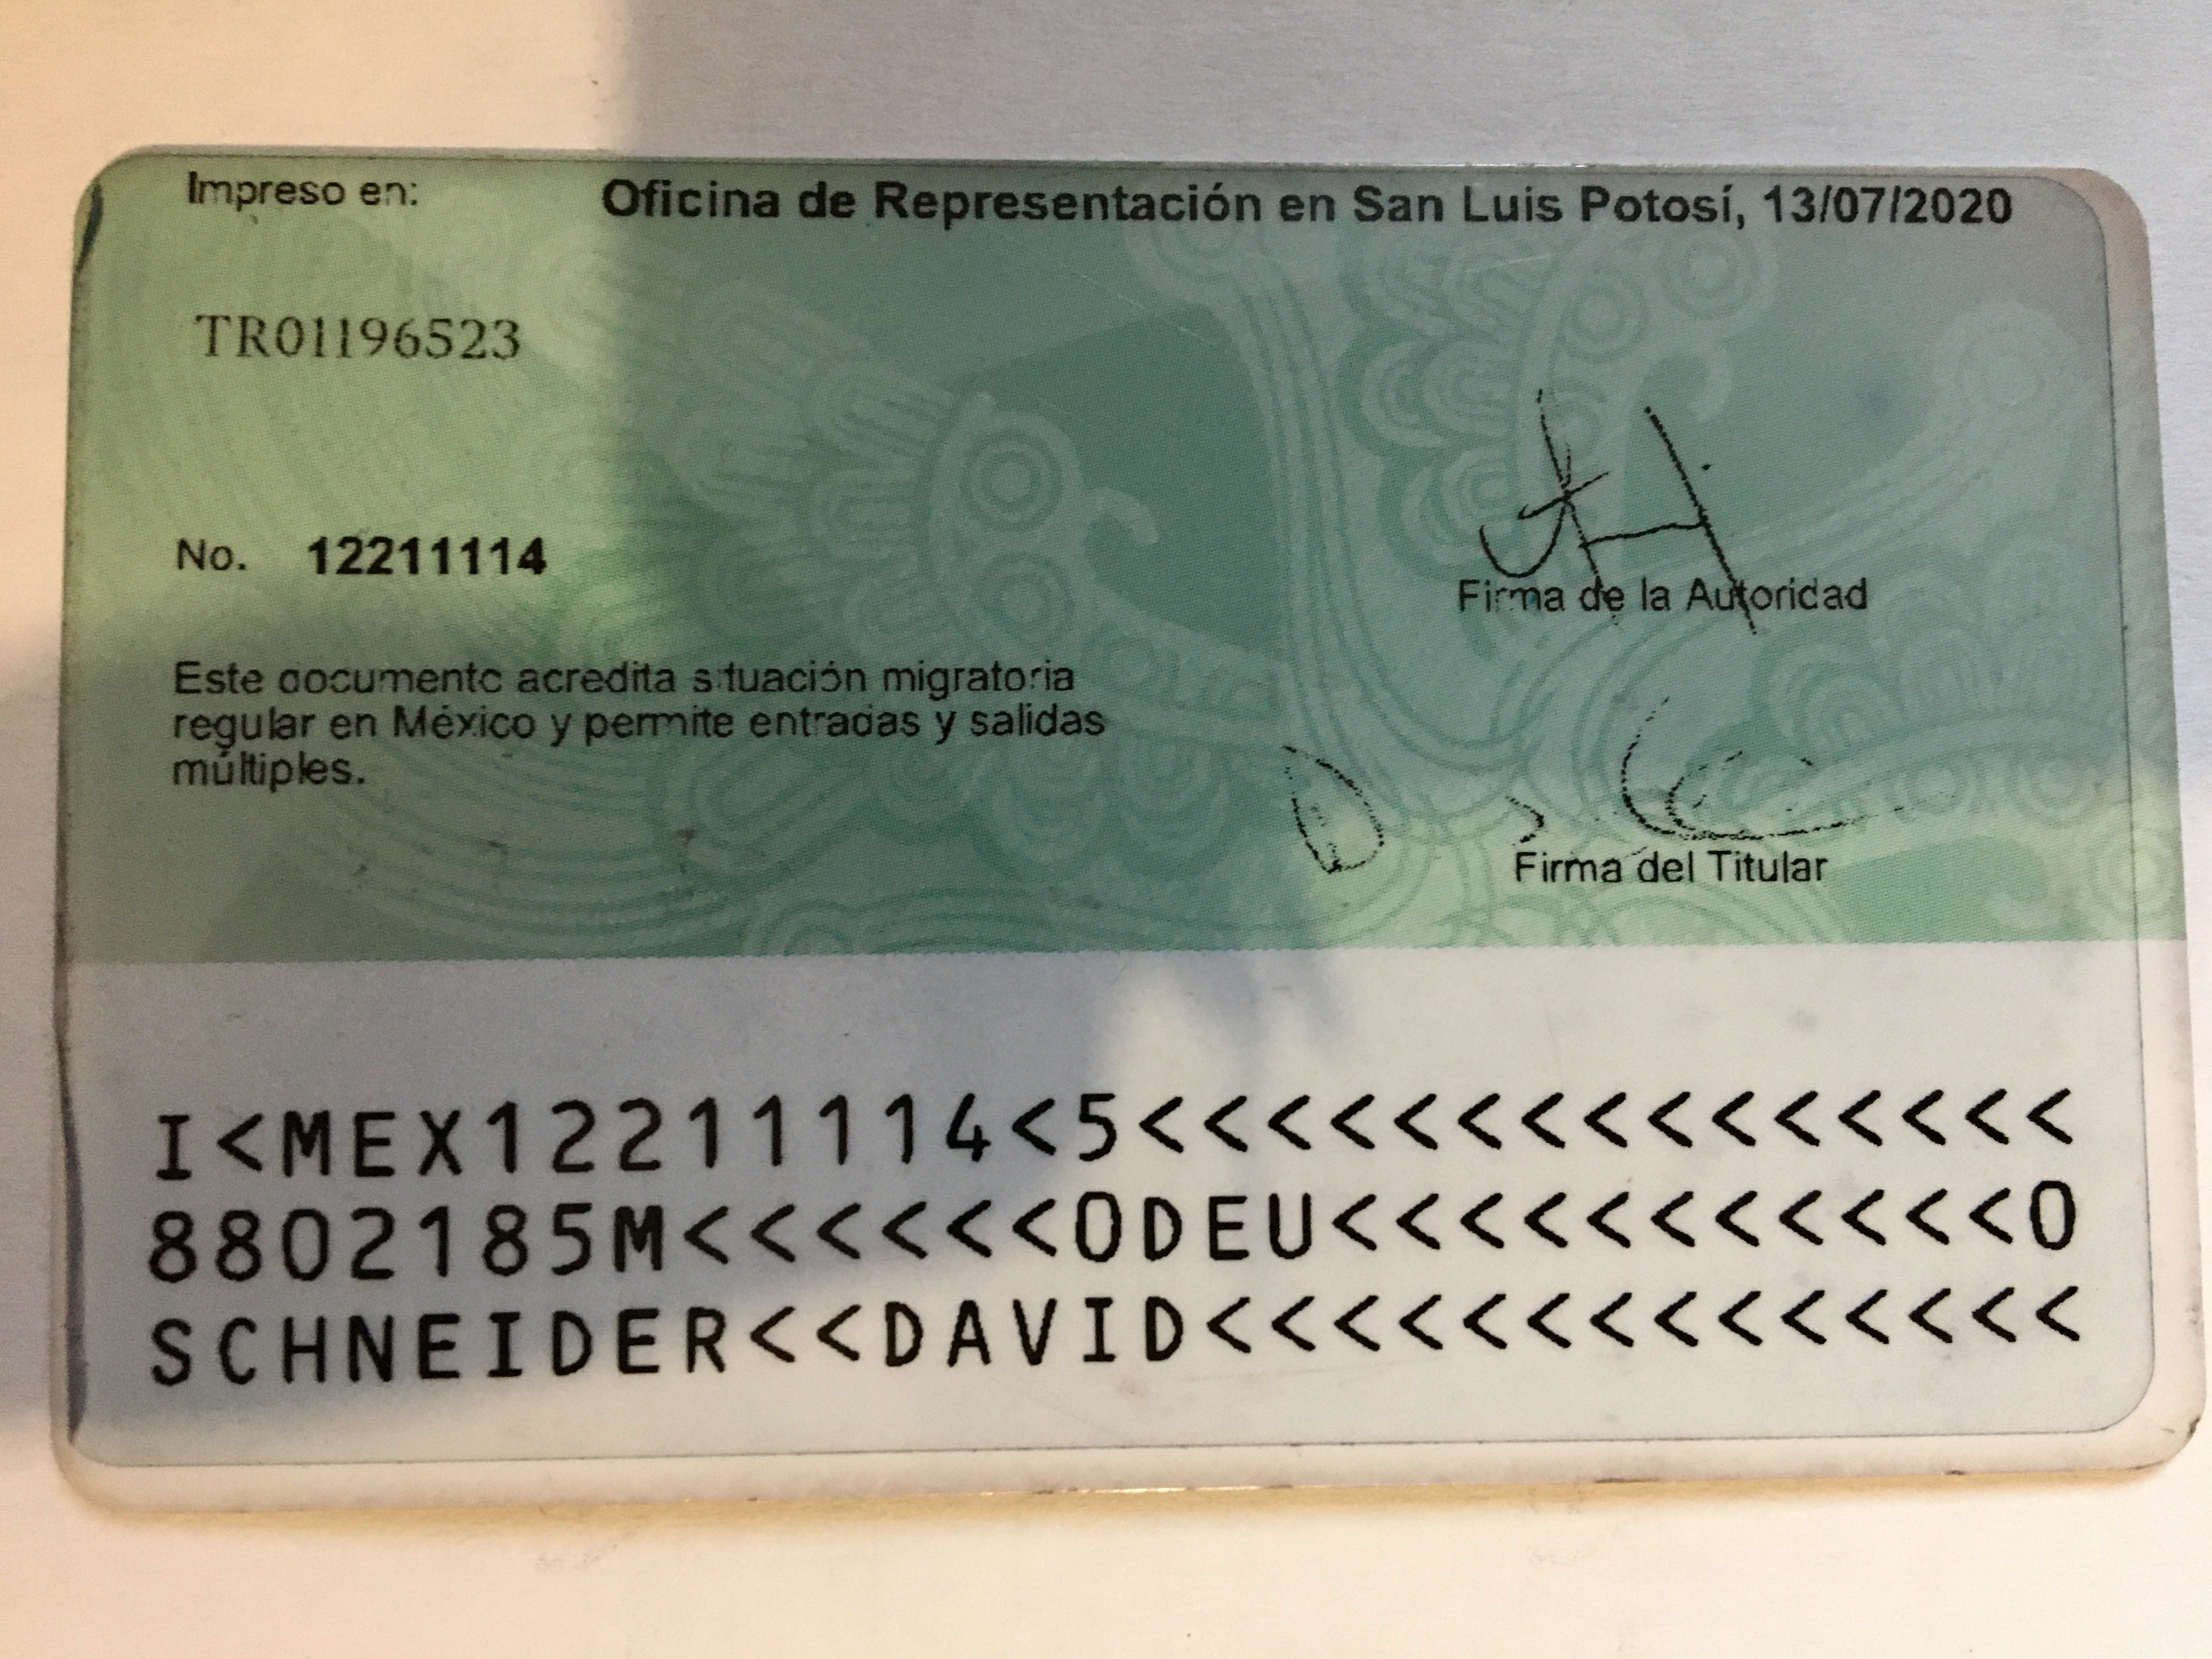 Impreso en: Oficina de Representación en San Luis Potosí, 13/07/2020
TR01196523
No. 12211114
Firma de la Autoridad
Este documento acredita situación migratoria
regular en México y permite entradas y salidas
múltiples.
Firma del Titular
I<MEX12211114<5<<<<<<<<<<<<<<<
8802185M<<<<<<0DEU<<<<<<<<<<<0
SCHNEIDER<<DAVID<<<<<<<<<<<<<<